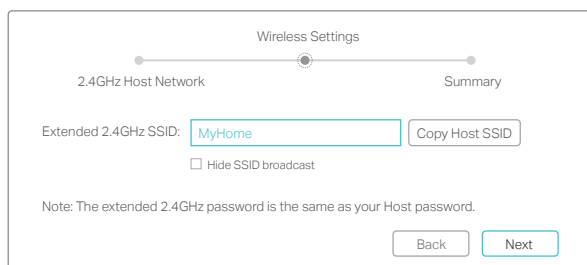 Wireless Settings
2.4GHz Host Network
Summary
Extended 2.4GHz SSID: MyHome Copy Host SSID
Hide SSID broadcast
Note: The extended 2.4GHz password is the same as your Host password.
Back Next